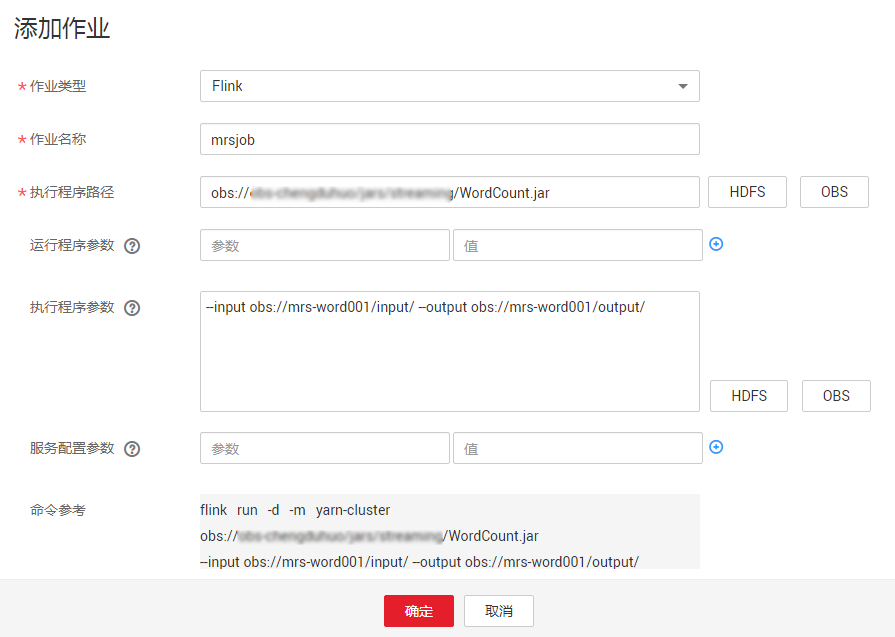 添加作业
* 作业类型 Flink
* 作业名称 mrsjob
* 执行程序路径 obs:// /WordCount.jar HDFS OBS
运行程序参数 ? 参数 值
执行程序参数 ? --input obs://mrs-word001/input/ --output obs://mrs-word001/output/
HDFS OBS
服务配置参数 ? 参数 值
命令参考 flink run -d -m yarn-cluster
obs:// /WordCount.jar
--input obs://mrs-word001/input/ --output obs://mrs-word001/output/
确定 取消